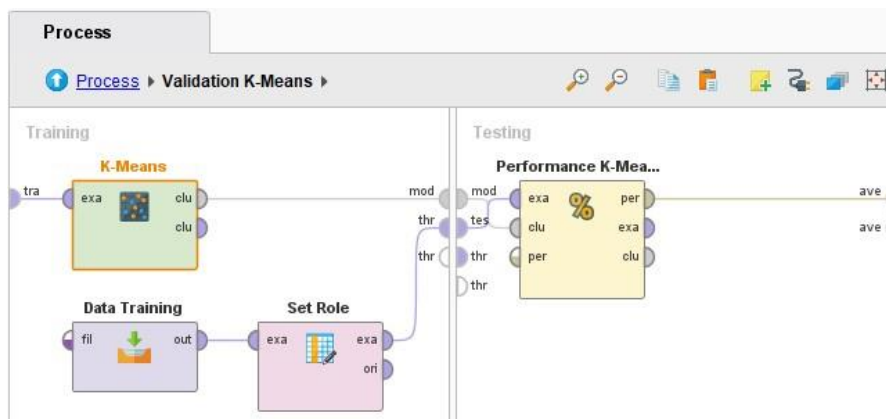 Process
Process ▸ Validation K-Means ▸
Training
Testing
K-Means
Performance K-Mea...
tra
exa
clu
clu
mod
thr
thr
mod
tes
thr
thr
exa
clu
per
per
exa
clu
%
ave
ave
Data Training
Set Role
fil
out
exa
exa
ori